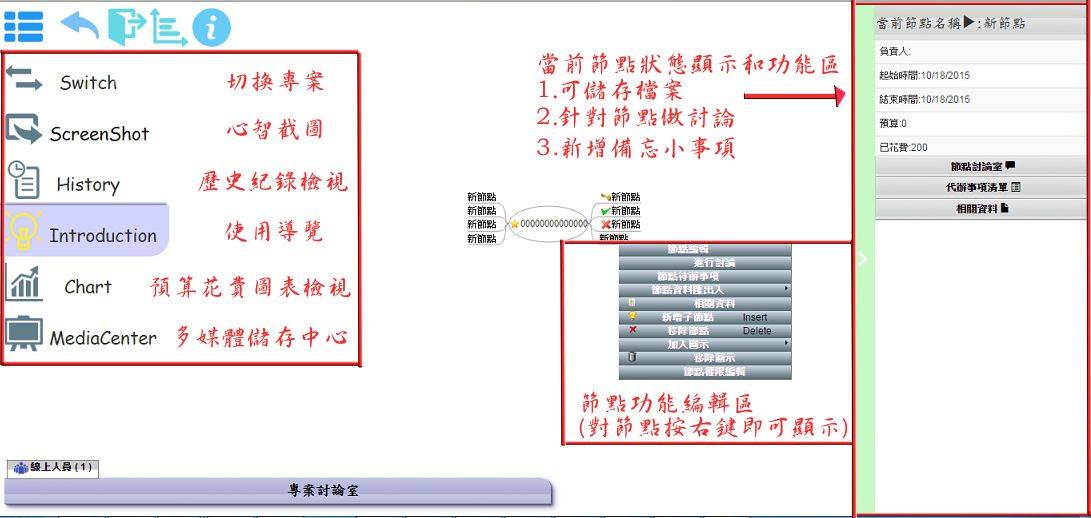 Switch 切換專案
ScreenShot 心智截圖
History 歷史紀錄檢視
Introduction 使用導覽
Chart 預算花費圖表檢視
MediaCenter 多媒體儲存中心
當前節點狀態顯示和功能區
1.可儲存檔案
2.針對節點做討論
3.新增備忘小事項
新節點
新節點
新節點
新節點
00000000000000
新節點
新節點
新節點
新節點
節點編輯
進行討論
節點待辦事項
節點資料匯出入
相關資料
新增子節點 Insert
移除節點 Delete
加入圖示
移除圖示
節點權限編輯
節點功能編輯區
(對節點按右鍵即可顯示)
當前節點名稱▶:新節點
負責人:
起始時間:10/18/2015
結束時間:10/18/2015
預算:0
已花費:200
節點討論室
代辦事項清單
相關資料
線上人員(1)
專案討論室